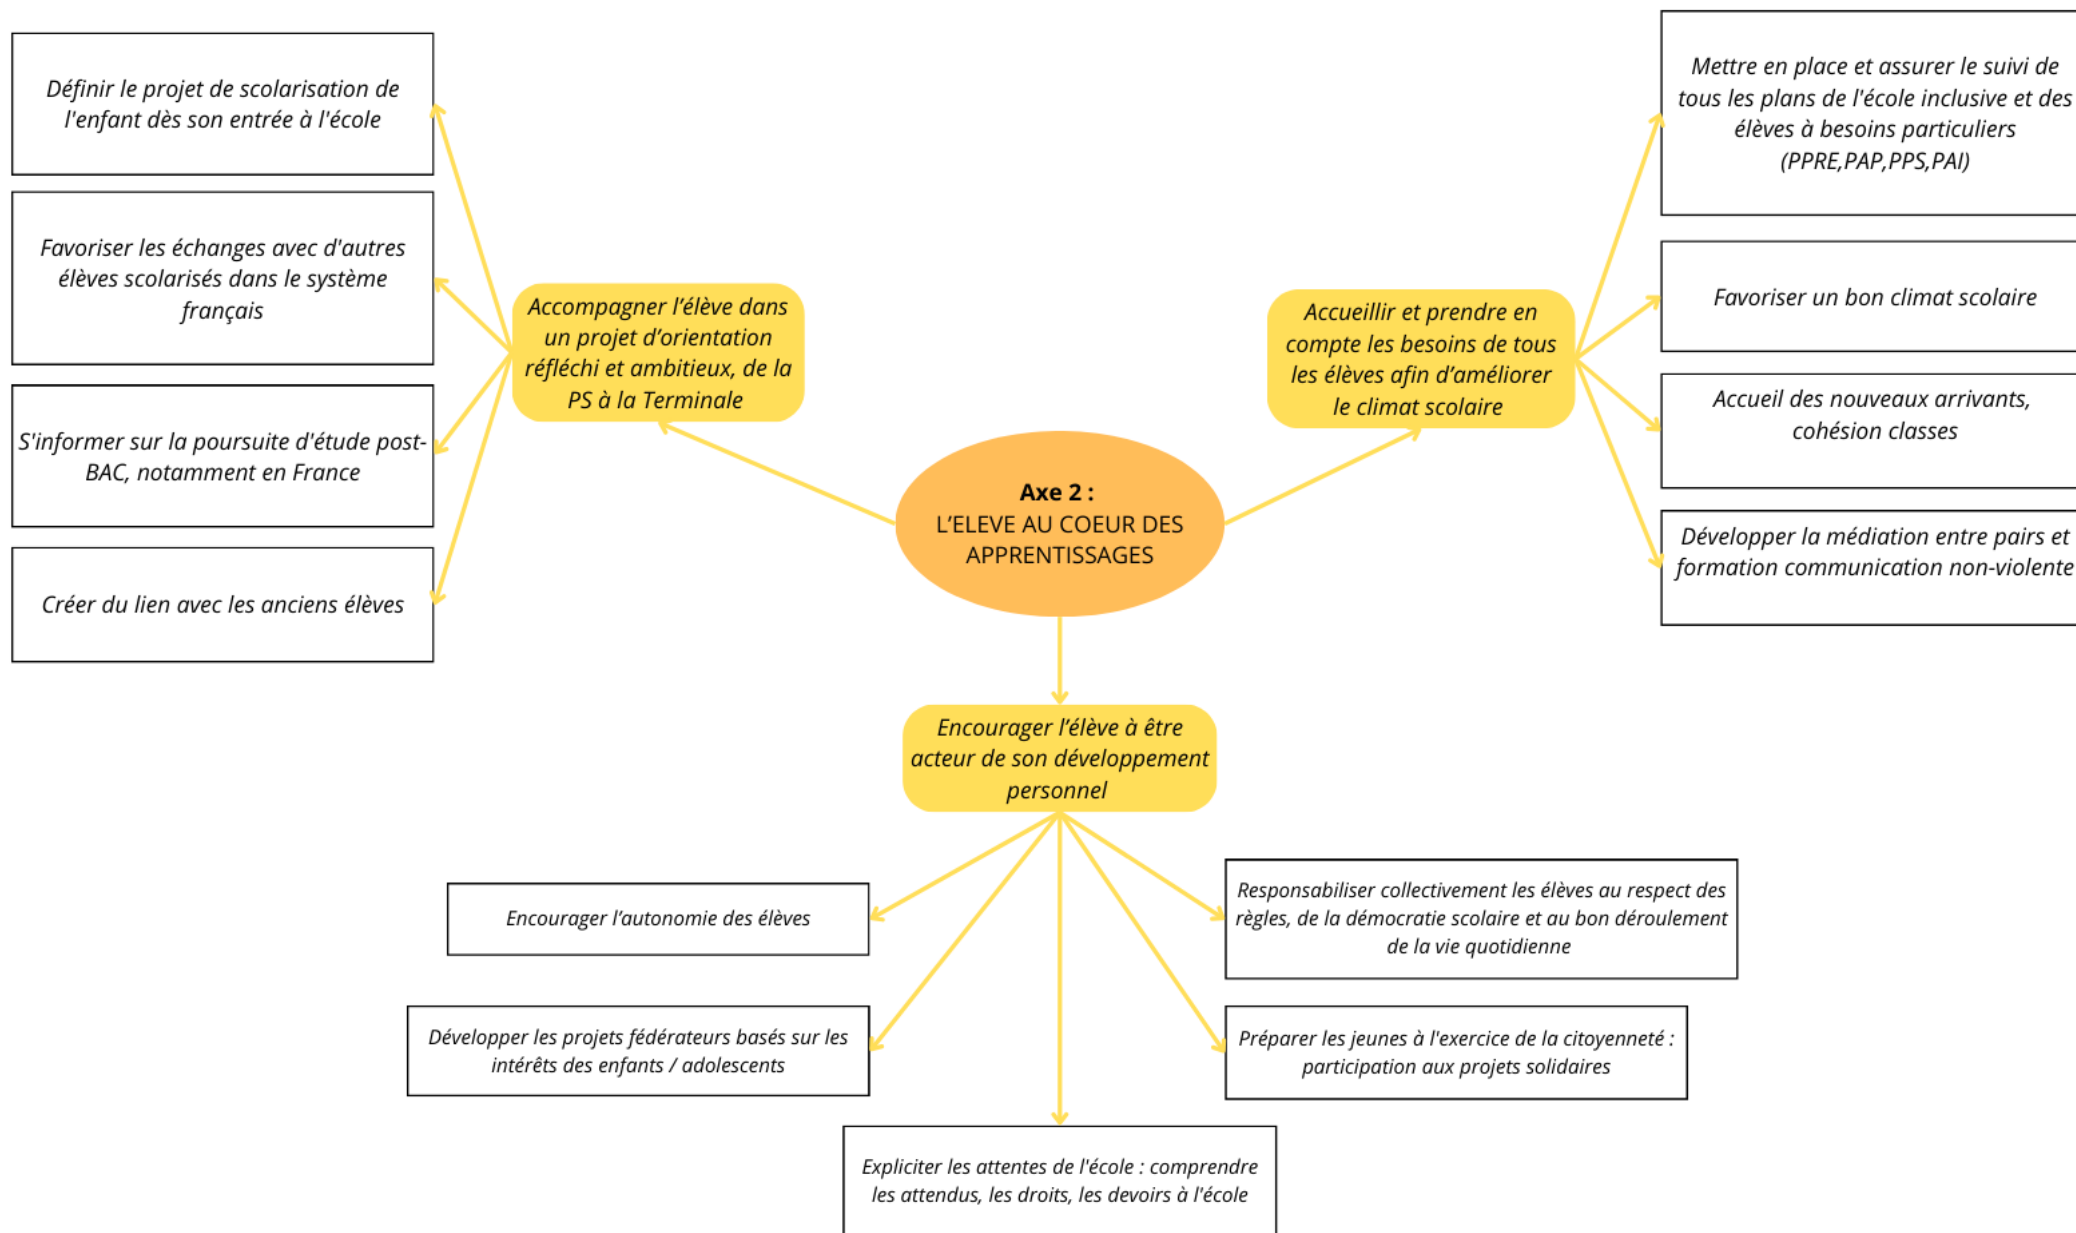 Définir le projet de scolarisation de
l'enfant dès son entrée à l'école
Favoriser les échanges avec d'autres
élèves scolarisés dans le système
français
S'informer sur la poursuite d'étude post-
BAC, notamment en France
Créer du lien avec les anciens élèves
Accompagner l’élève dans
un projet d’orientation
réfléchi et ambitieux, de la
PS à la Terminale
Axe 2 :
L’ELEVE AU COEUR DES
APPRENTISSAGES
Accueillir et prendre en
compte les besoins de tous
les élèves afin d’améliorer
le climat scolaire
Mettre en place et assurer le suivi de
tous les plans de l'école inclusive et des
élèves à besoins particuliers
(PPRE,PAP,PPS,PAI)
Favoriser un bon climat scolaire
Accueil des nouveaux arrivants,
cohésion classes
Développer la médiation entre pairs et
formation communication non-violente
Encourager l’élève à être
acteur de son développement
personnel
Encourager l’autonomie des élèves
Développer les projets fédérateurs basés sur les
intérêts des enfants / adolescents
Expliciter les attentes de l'école : comprendre
les attendus, les droits, les devoirs à l'école
Responsabiliser collectivement les élèves au respect des
règles, de la démocratie scolaire et au bon déroulement
de la vie quotidienne
Préparer les jeunes à l'exercice de la citoyenneté :
participation aux projets solidaires